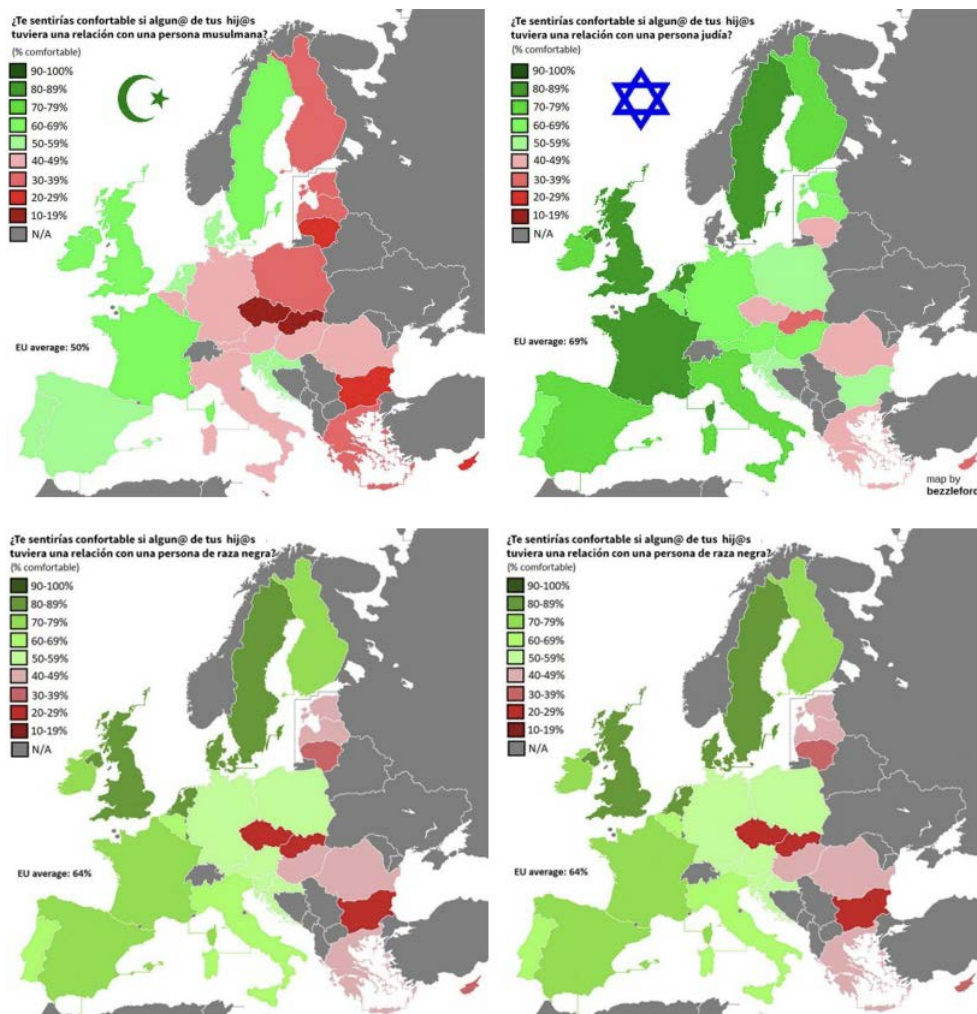 ¿Te sentirías confortable si algun@ de tus hij@s
tuviera una relación con una persona musulmana?
(% comfortable)
90-100%
80-89%
70-79%
60-69%
50-59%
40-49%
30-39%
20-29%
10-19%
N/A
EU average: 50%
¿Te sentirías confortable si algun@ de tus hij@s
tuviera una relación con una persona judía?
(% comfortable)
90-100%
80-89%
70-79%
60-69%
50-59%
40-49%
30-39%
20-29%
10-19%
N/A
EU average: 69%
map by
bezzleford
¿Te sentirías confortable si algun@ de tus hij@s
tuviera una relación con una persona de raza negra?
(% comfortable)
90-100%
80-89%
70-79%
60-69%
50-59%
40-49%
30-39%
20-29%
10-19%
N/A
EU average: 64%
¿Te sentirías confortable si algun@ de tus hij@s
tuviera una relación con una persona de raza negra?
(% comfortable)
90-100%
80-89%
70-79%
60-69%
50-59%
40-49%
30-39%
20-29%
10-19%
N/A
EU average: 64%